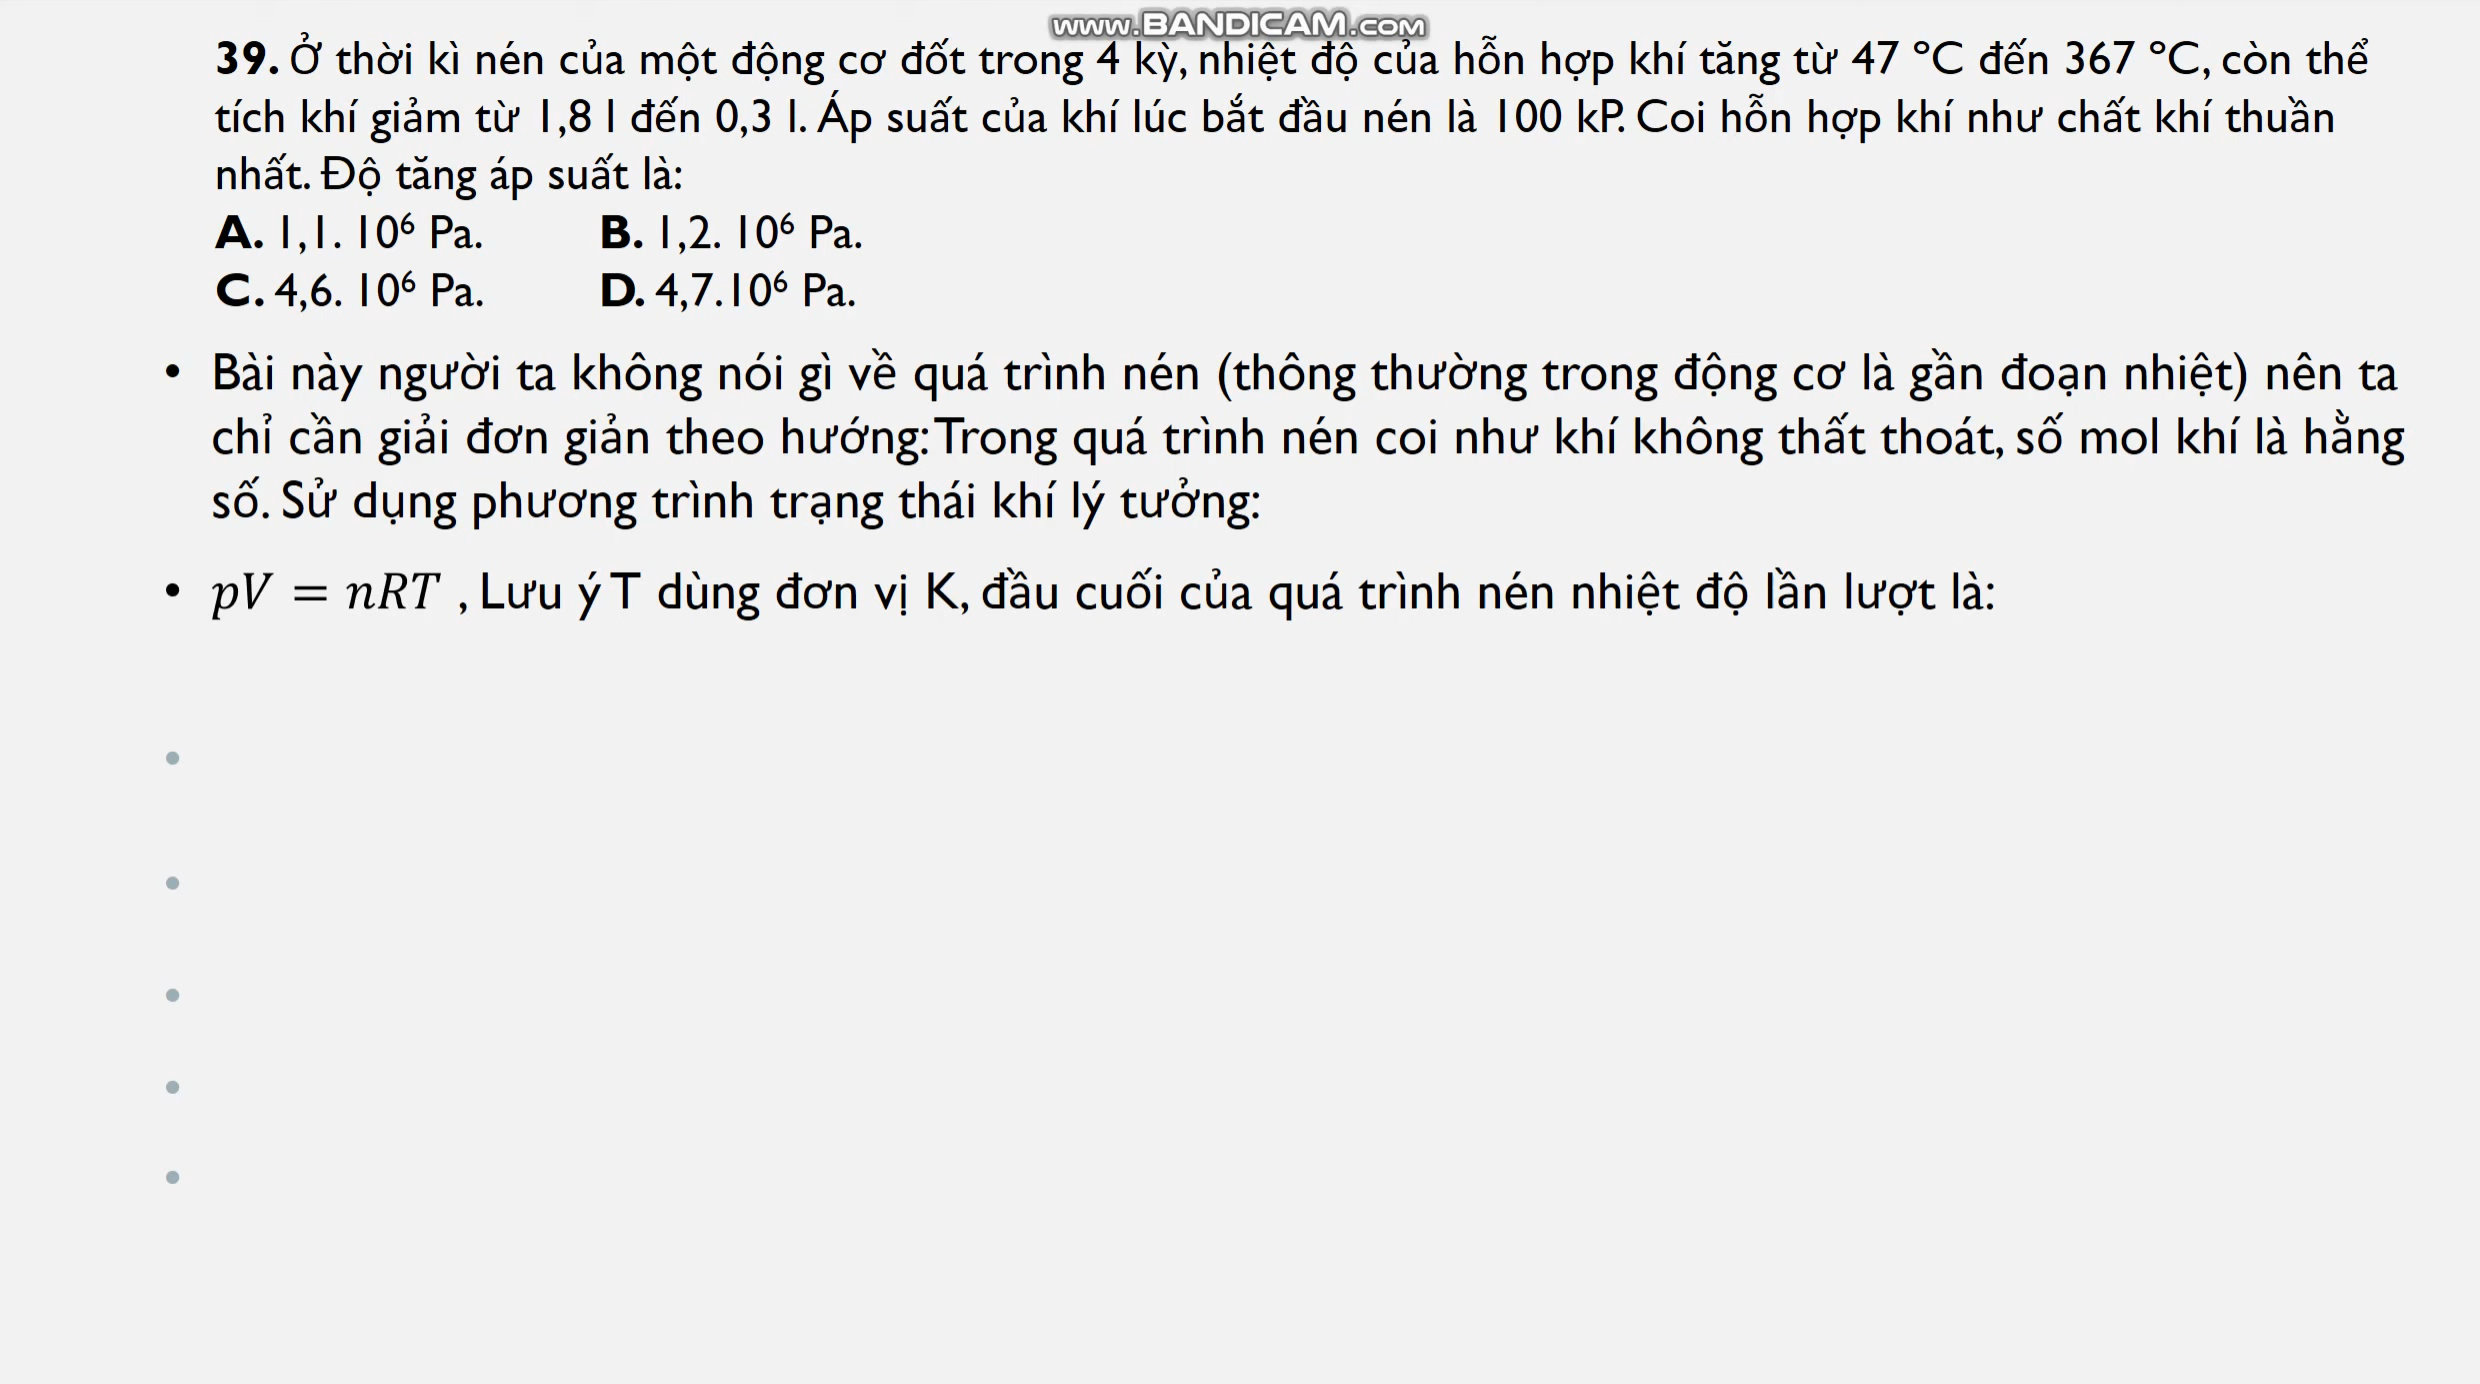 www.BANDICAM.com
39. Ở thời kì nén của một động cơ đốt trong 4 kỳ, nhiệt độ của hỗn hợp khí tăng từ 47 °C đến 367 °C, còn thể
tích khí giảm từ 1,8 l đến 0,3 l. Áp suất của khí lúc bắt đầu nén là 100 kP. Coi hỗn hợp khí như chất khí thuần
nhất. Độ tăng áp suất là:
A. 1,1. 10⁶ Pa. B. 1,2. 10⁶ Pa.
C. 4,6. 10⁶ Pa. D. 4,7.10⁶ Pa.
• Bài này người ta không nói gì về quá trình nén (thông thường trong động cơ là gần đoạn nhiệt) nên ta
chỉ cần giải đơn giản theo hướng: Trong quá trình nén coi như khí không thất thoát, số mol khí là hằng
số. Sử dụng phương trình trạng thái khí lý tưởng:
• pV = nRT , Lưu ý T dùng đơn vị K, đầu cuối của quá trình nén nhiệt độ lần lượt là: